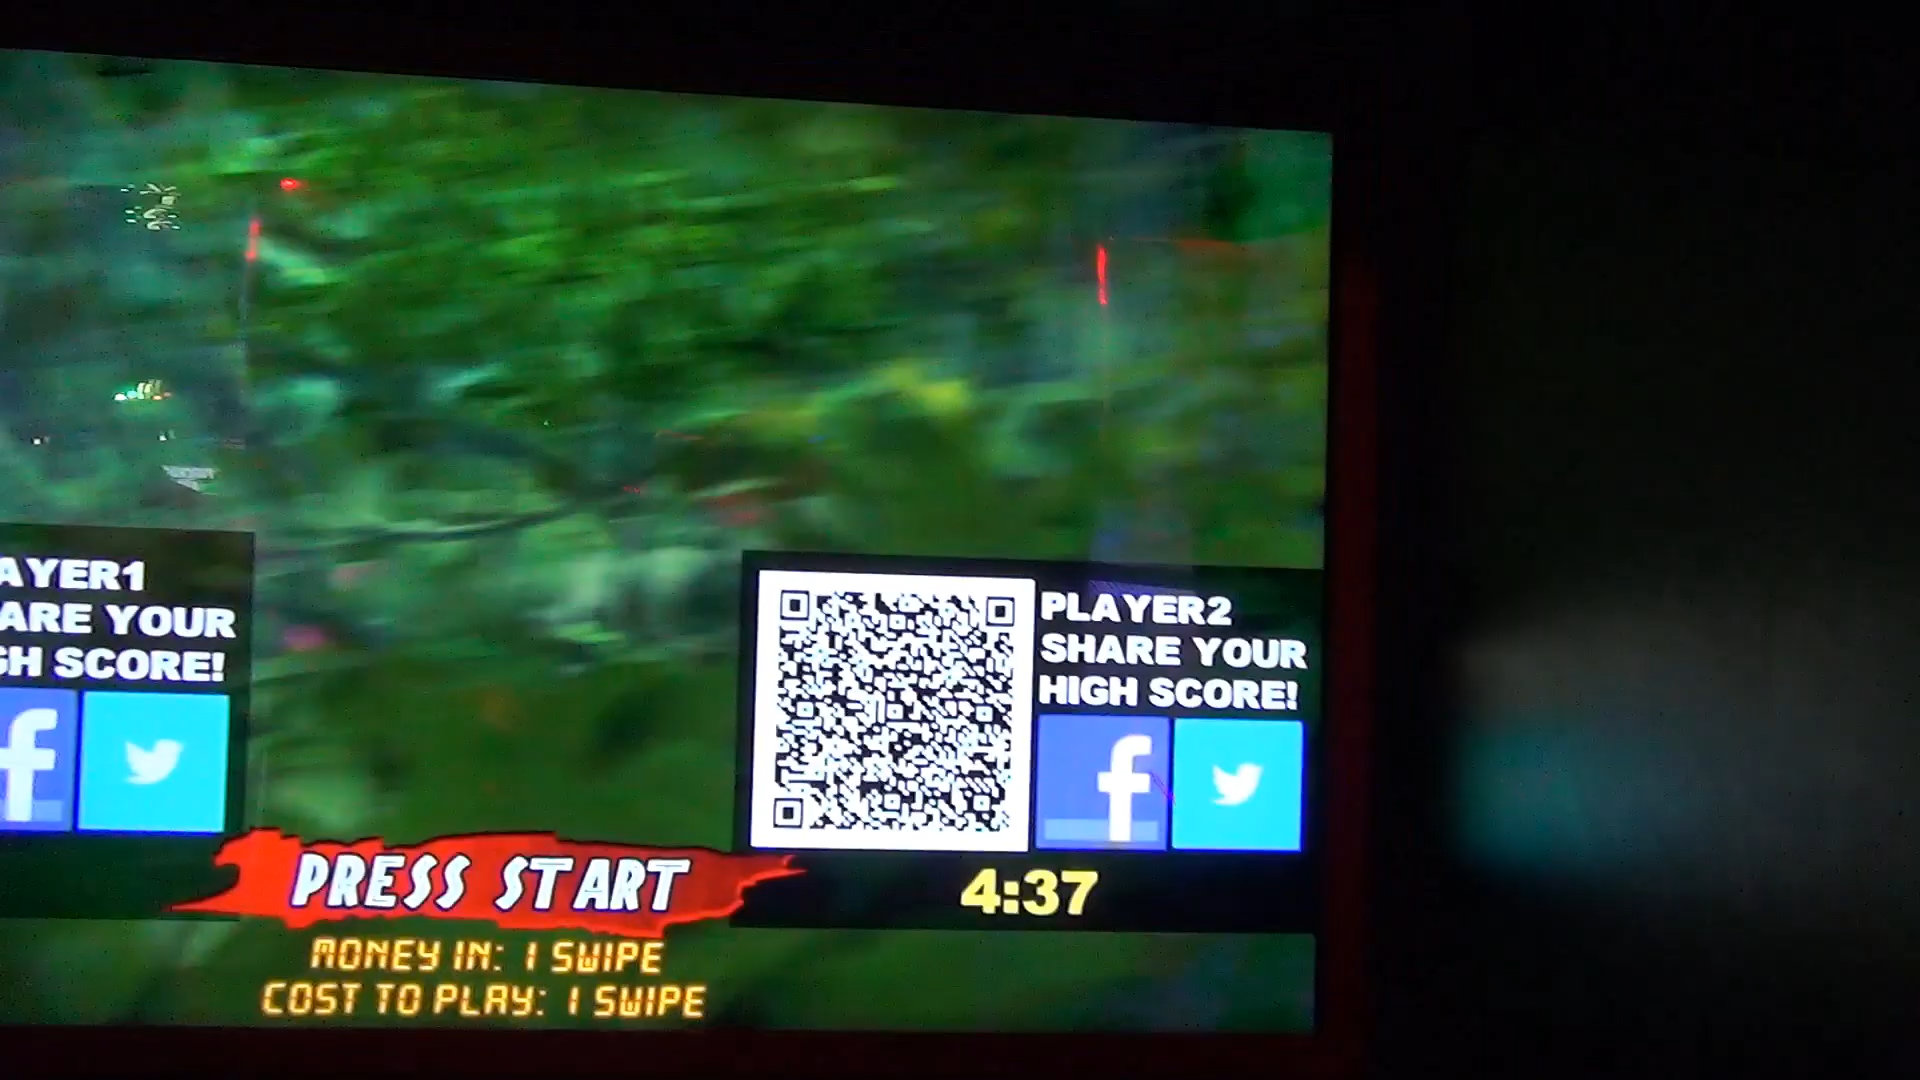 AYER1
ARE YOUR
GH SCORE!
PLAYER2
SHARE YOUR
HIGH SCORE!
4:37
PRESS START
MONEY IN: 1 SWIPE
COST TO PLAY: 1 SWIPE